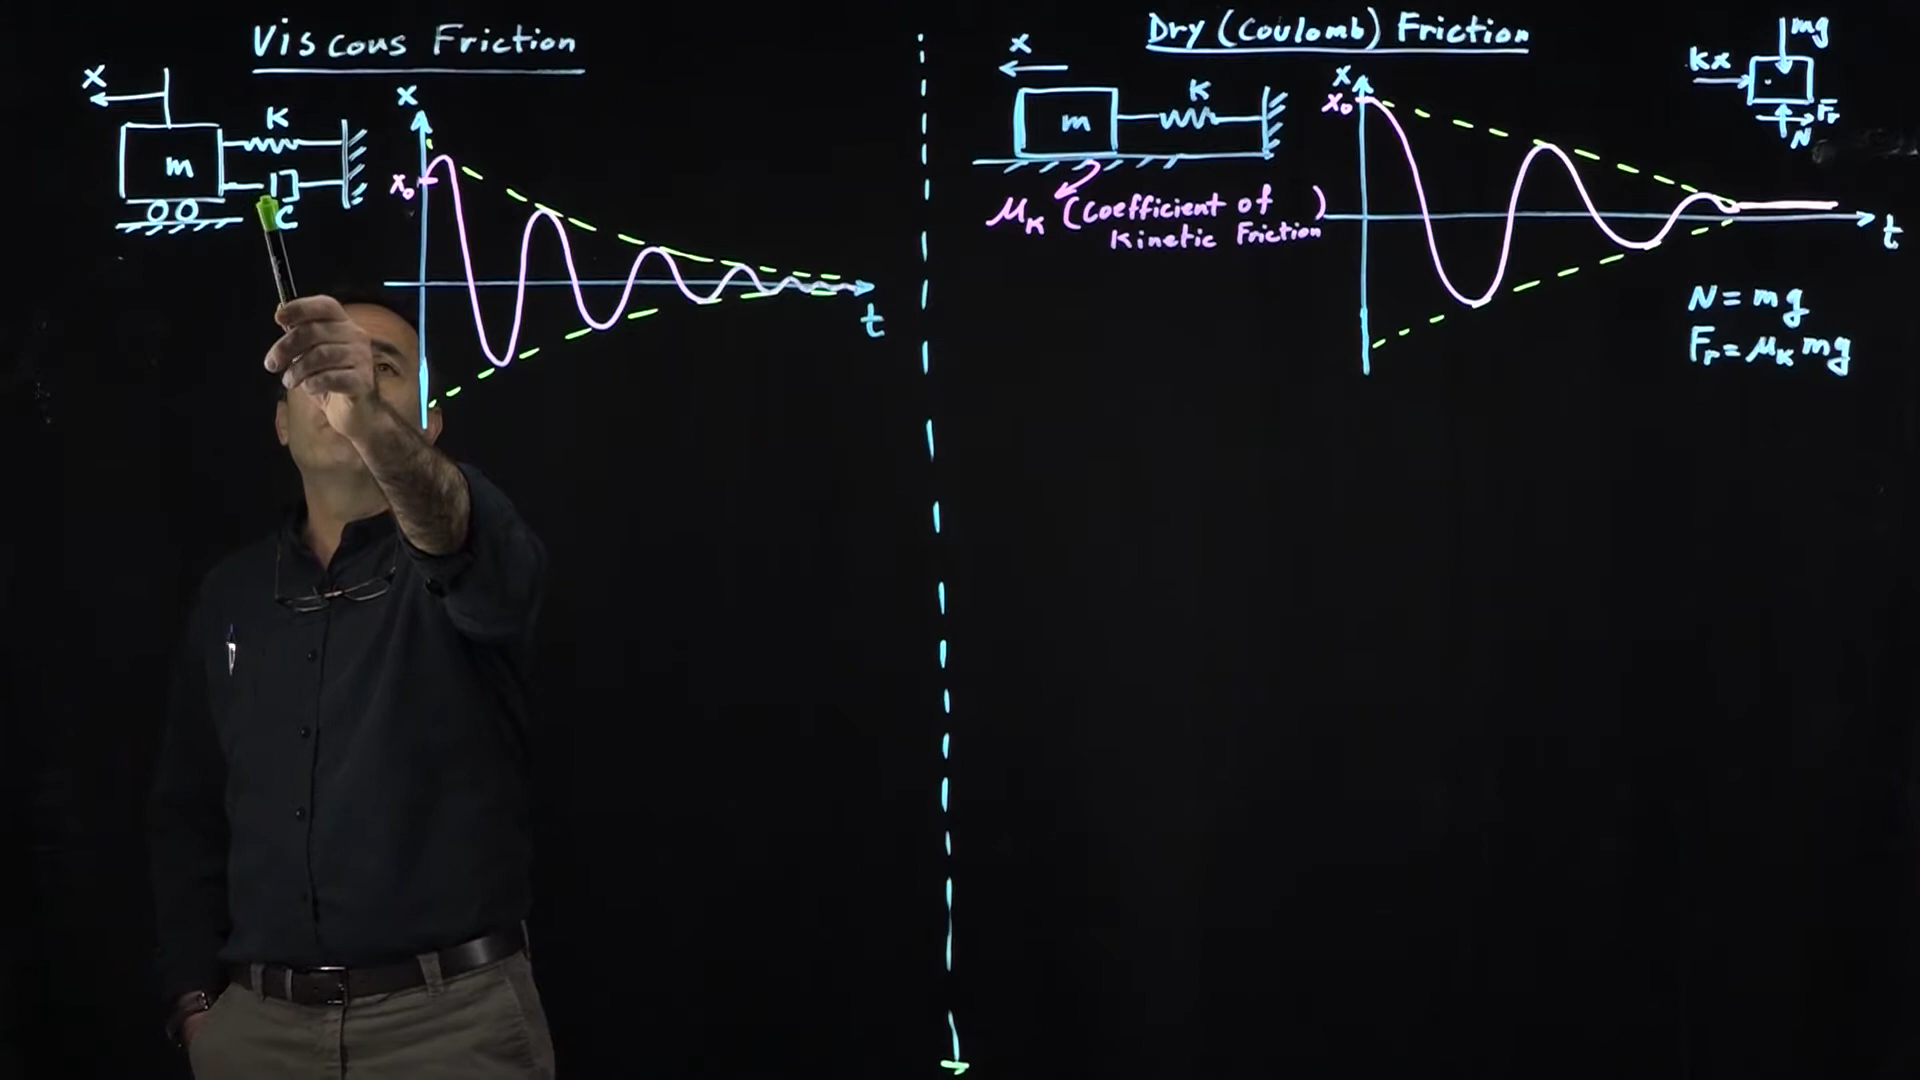 Viscous Friction
x
K
m
C
x
x₀
t
Dry (Coulomb) Friction
x
K
m
μK (Coefficient of
Kinetic Friction)
x
x₀
t
mg
Kx
Fr
N
N = mg
Fr = μK mg